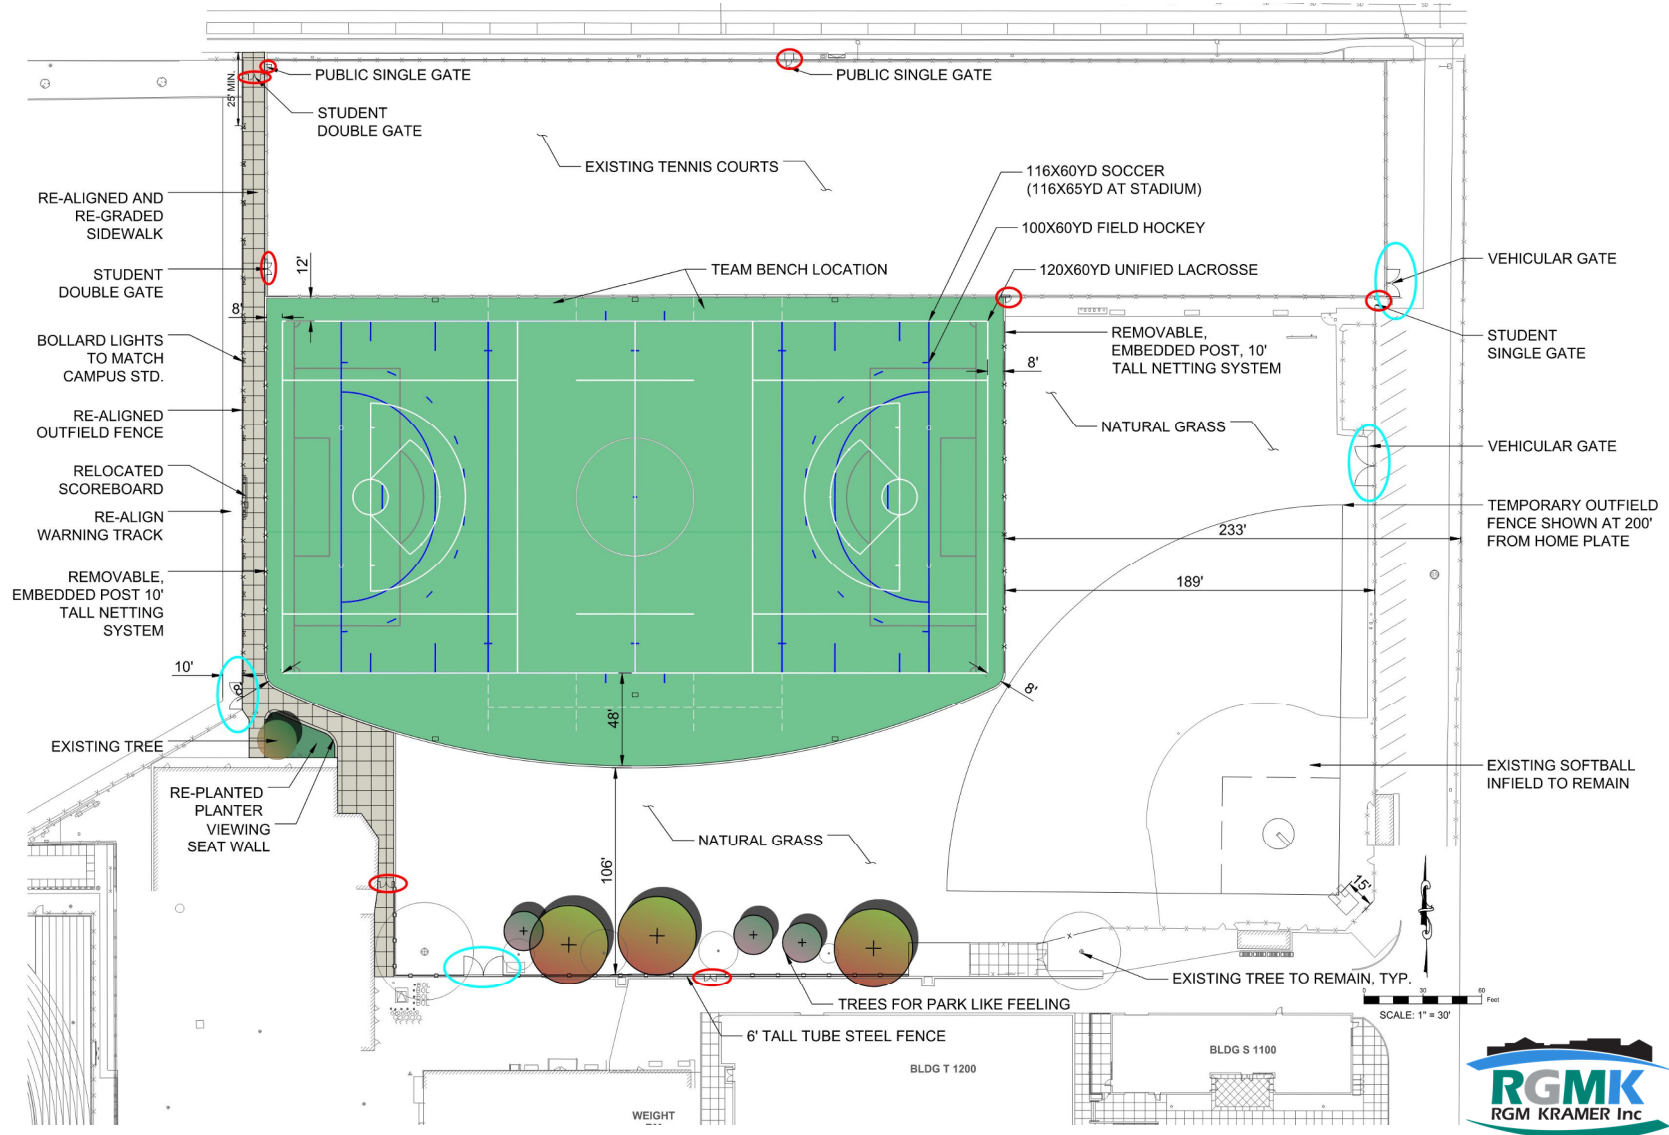 PUBLIC SINGLE GATE
PUBLIC SINGLE GATE
25' MIN.
STUDENT
DOUBLE GATE
EXISTING TENNIS COURTS
116X60YD SOCCER
(116X65YD AT STADIUM)
RE-ALIGNED AND
RE-GRADED
SIDEWALK
100X60YD FIELD HOCKEY
STUDENT
DOUBLE GATE
12'
TEAM BENCH LOCATION
120X60YD UNIFIED LACROSSE
VEHICULAR GATE
8'
BOLLARD LIGHTS
TO MATCH
CAMPUS STD.
REMOVABLE,
EMBEDDED POST, 10'
TALL NETTING SYSTEM
8'
STUDENT
SINGLE GATE
RE-ALIGNED
OUTFIELD FENCE
NATURAL GRASS
VEHICULAR GATE
RELOCATED
SCOREBOARD
RE-ALIGN
WARNING TRACK
TEMPORARY OUTFIELD
FENCE SHOWN AT 200'
FROM HOME PLATE
233'
189'
REMOVABLE,
EMBEDDED POST 10'
TALL NETTING
SYSTEM
10'
8'
8'
48'
EXISTING TREE
RE-PLANTED
PLANTER
VIEWING
SEAT WALL
EXISTING SOFTBALL
INFIELD TO REMAIN
NATURAL GRASS
106'
15'
EXISTING TREE TO REMAIN, TYP.
TREES FOR PARK LIKE FEELING
6' TALL TUBE STEEL FENCE
0 30 60
Feet
SCALE: 1" = 30'
BOL
BOL
BLDG T 1200
BLDG S 1100
WEIGHT
RGMK
RGM KRAMER Inc